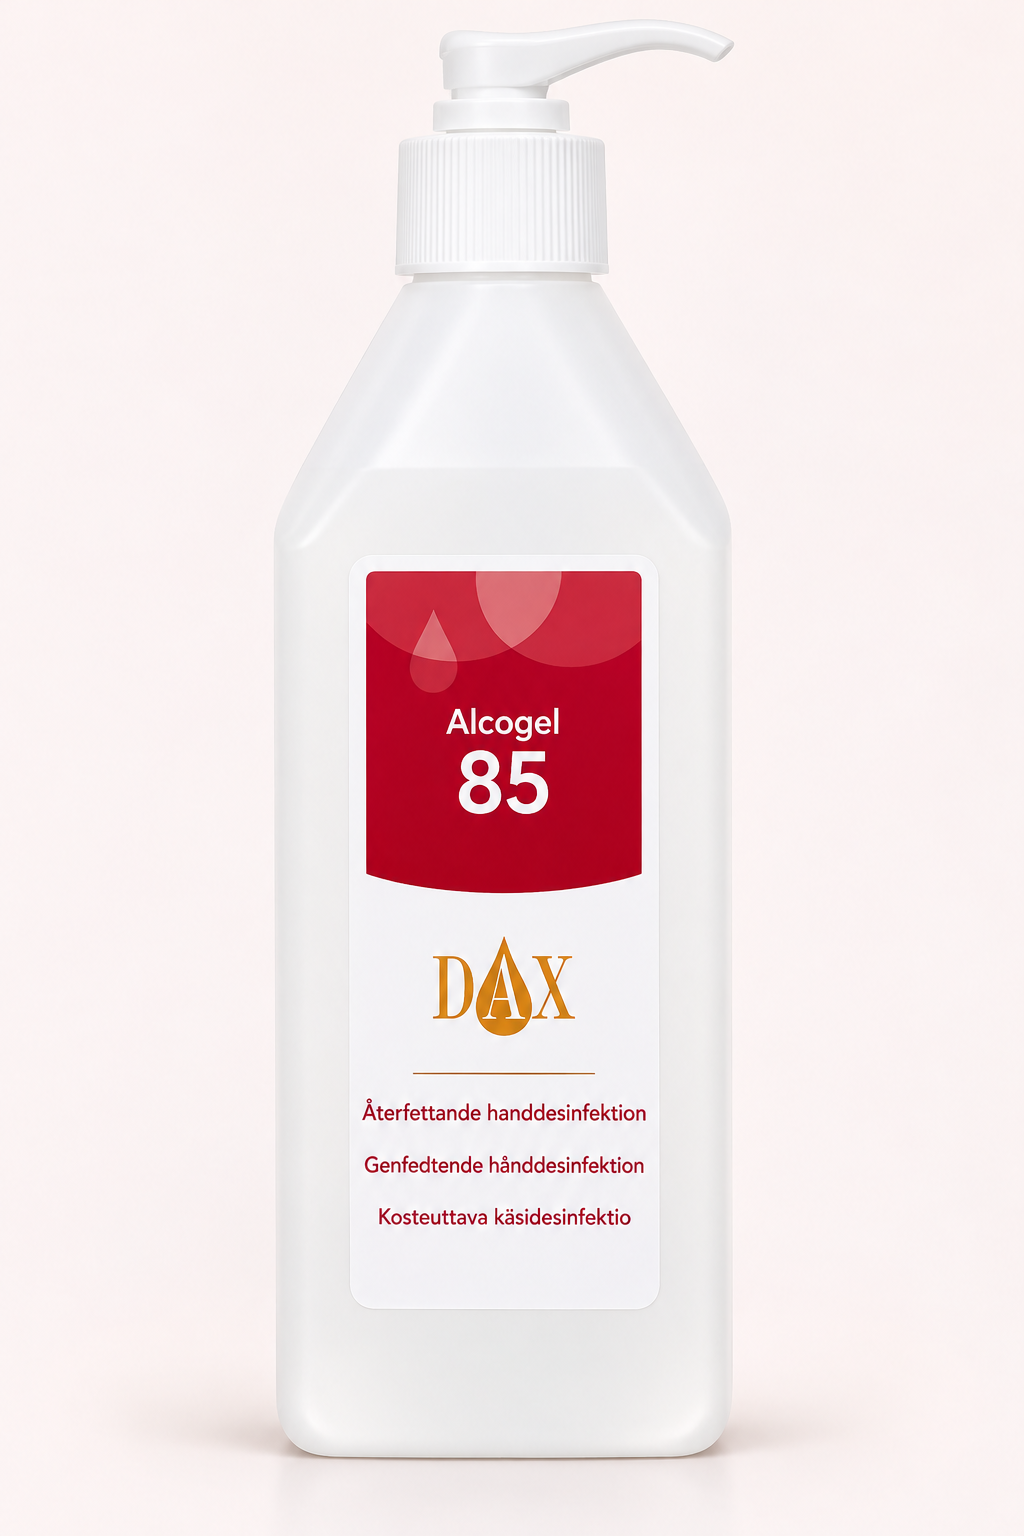 Alcogel
85
DAX
Återfettande handdesinfektion
Genfedtende hånddesinfektion
Kosteuttava käsidesinfektio